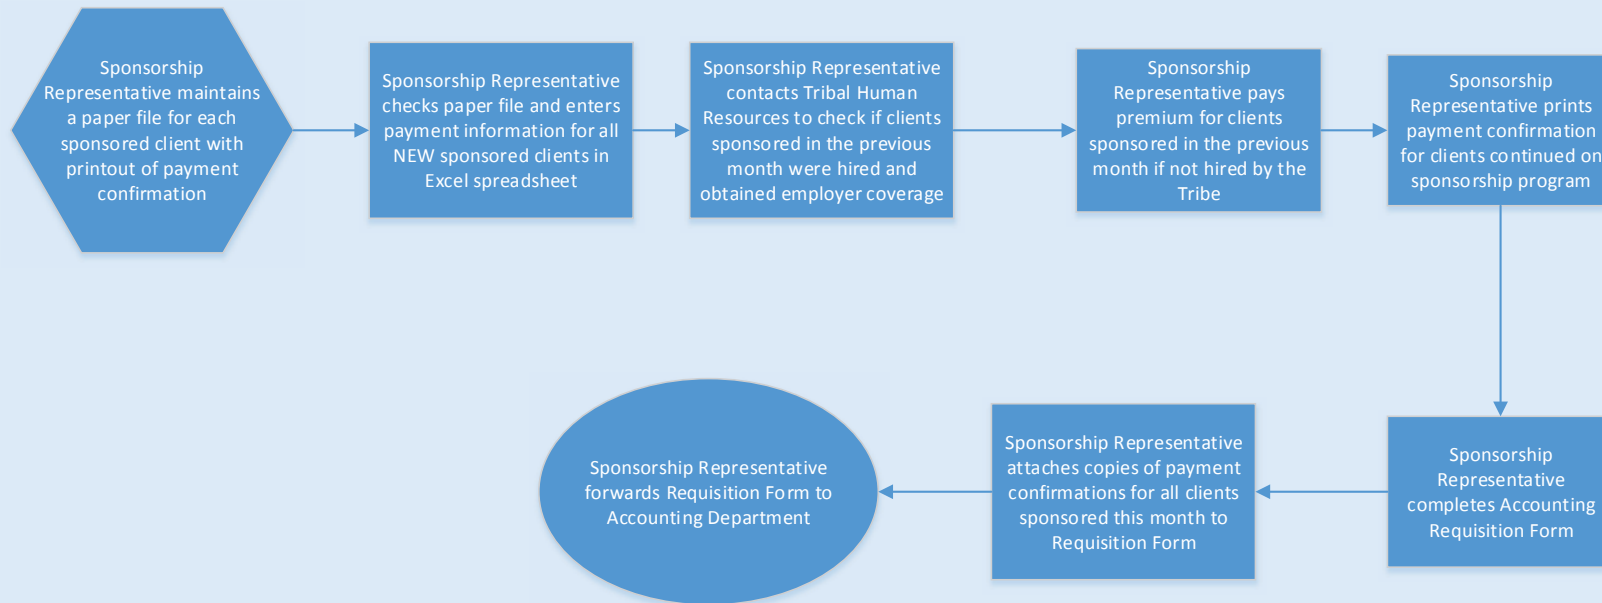 Sponsorship
Representative maintains
a paper file for each
sponsored client with
printout of payment
confirmation
Sponsorship Representative
checks paper file and enters
payment information for all
NEW sponsored clients in
Excel spreadsheet
Sponsorship Representative
contacts Tribal Human
Resources to check if clients
sponsored in the previous
month were hired and
obtained employer coverage
Sponsorship
Representative pays
premium for clients
sponsored in the previous
month if not hired by the
Tribe
Sponsorship
Representative prints
payment confirmation
for clients continued on
sponsorship program
Sponsorship
Representative
completes Accounting
Requisition Form
Sponsorship Representative
attaches copies of payment
confirmations for all clients
sponsored this month to
Requisition Form
Sponsorship Representative
forwards Requisition Form to
Accounting Department